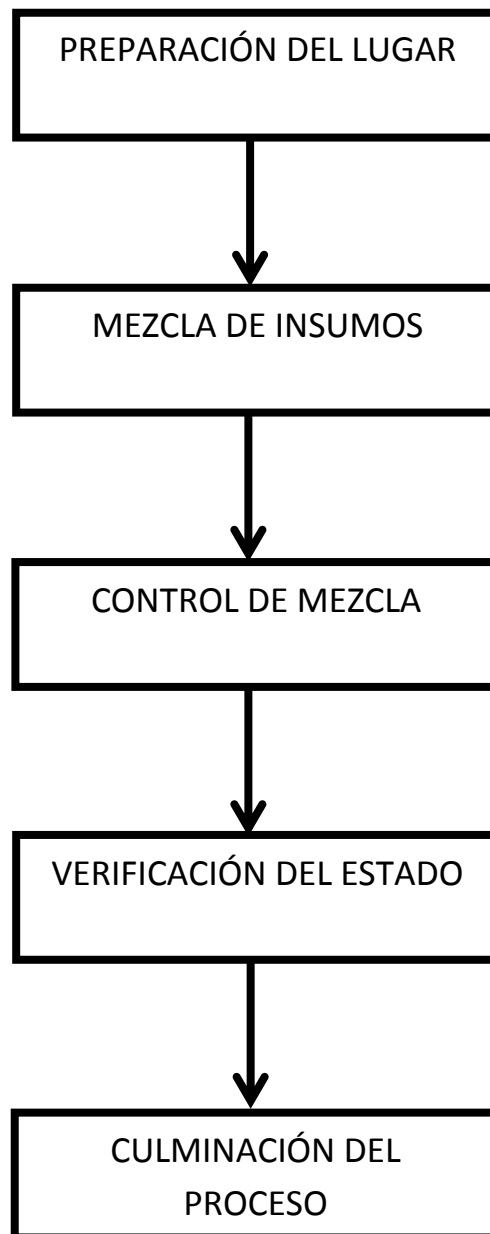 PREPARACIÓN DEL LUGAR
MEZCLA DE INSUMOS
CONTROL DE MEZCLA
VERIFICACIÓN DEL ESTADO
CULMINACIÓN DEL
PROCESO